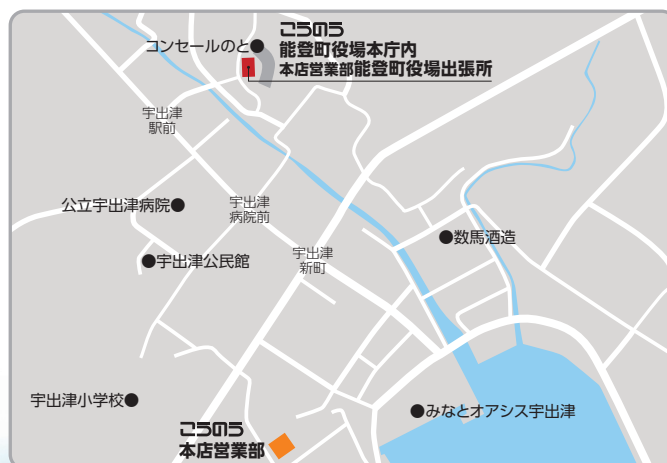 こうのう
コンセールのと
能登町役場本庁内
本店営業部能登町役場出張所
宇出津
駅前
公立宇出津病院
宇出津
病院前
数馬酒造
宇出津公民館
宇出津
新町
宇出津小学校
みなとオアシス宇出津
こうのう
本店営業部